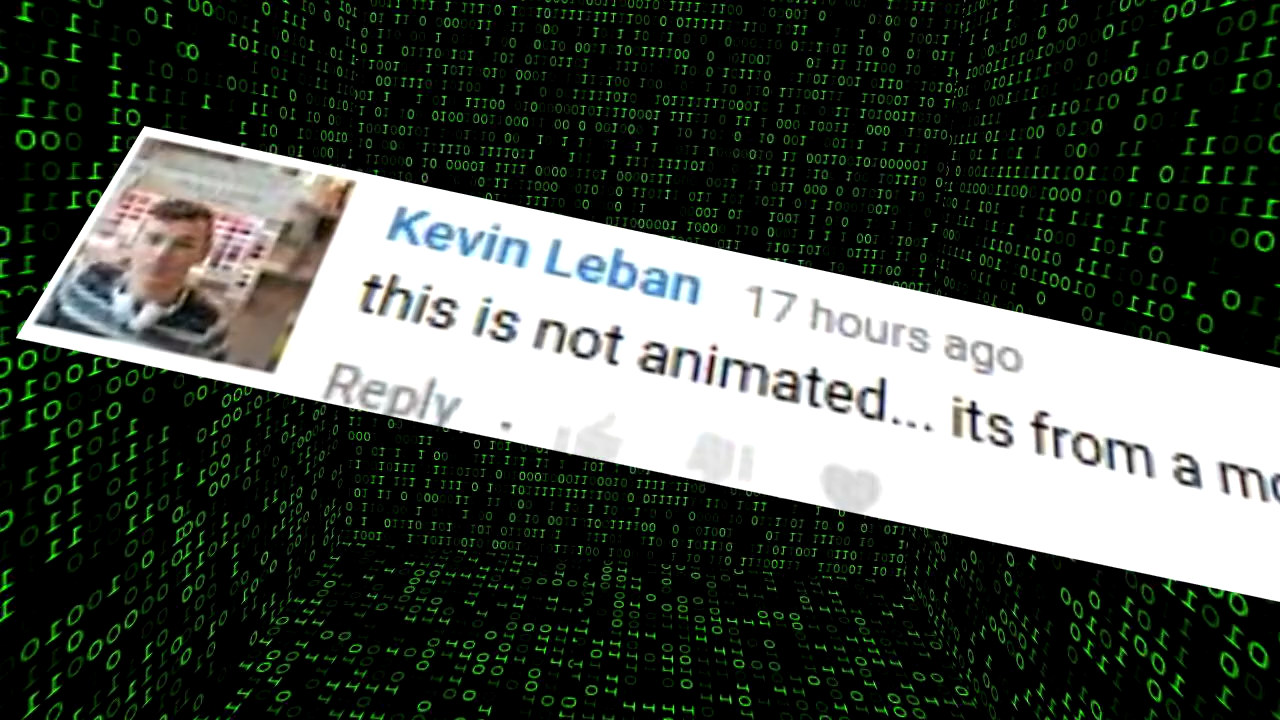 Kevin Leban 17 hours ago
this is not animated... its from a
Reply